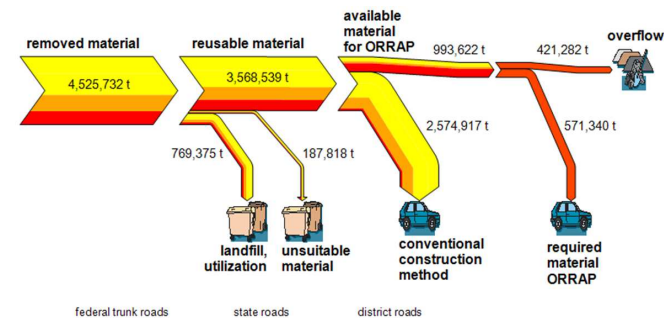 available
material
for ORRAP
removed material
reusable material
993,622 t
421,282 t
overflow
4,525,732 t
3,568,539 t
2,574,917 t
571,340 t
769,375 t
187,818 t
landfill,
utilization
unsuitable
material
conventional
construction
method
required
material
ORRAP
federal trunk roads
state roads
district roads